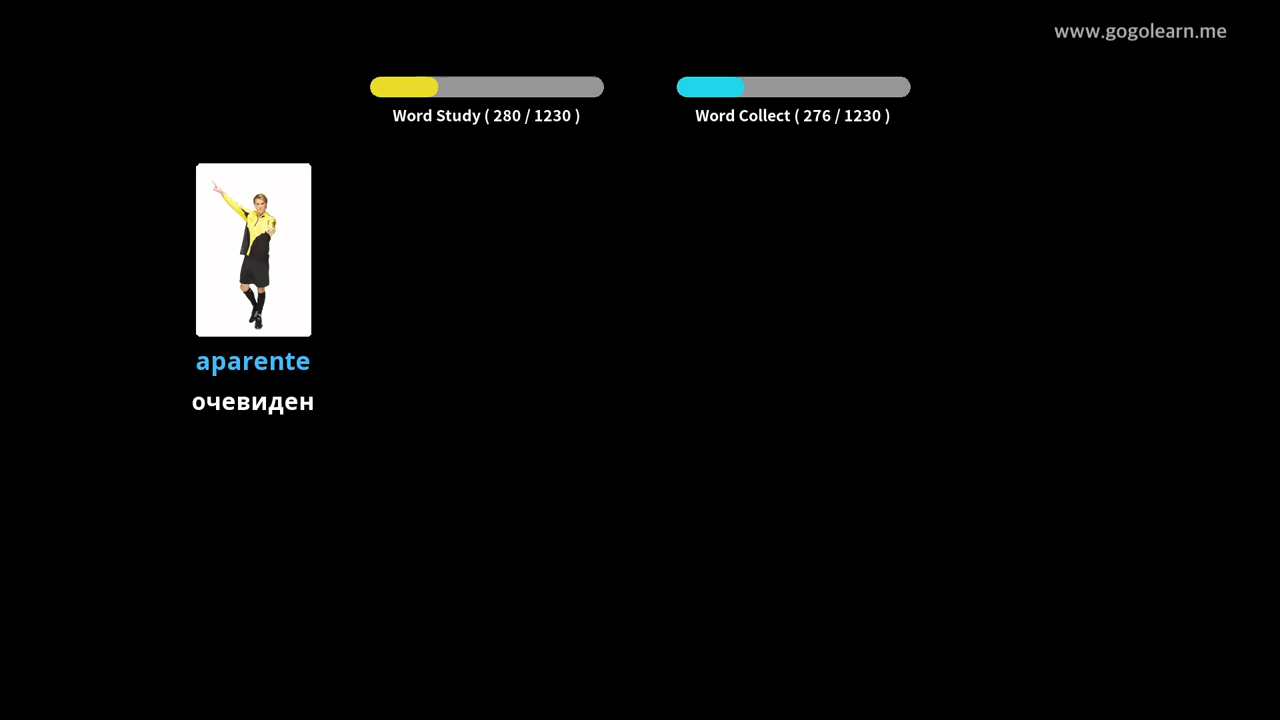 www.gogolearn.me
Word Study ( 280 / 1230 )
Word Collect ( 276 / 1230 )
aparente
очевиден